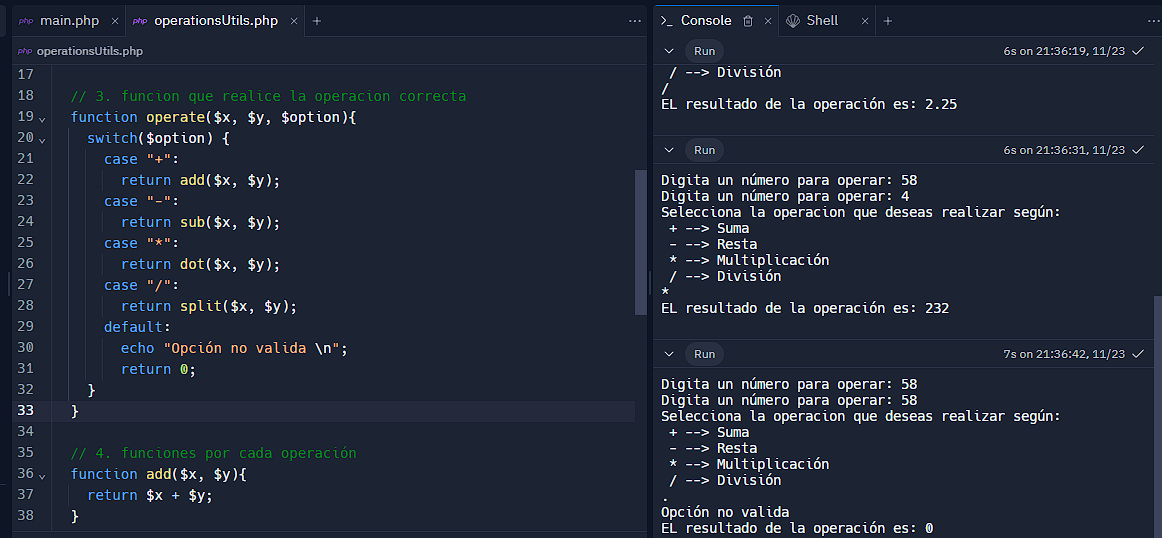 php main.php × php operationsUtils.php × +
php operationsUtils.php
17
18 // 3. funcion que realice la operacion correcta
19 function operate($x, $y, $option){
20 switch($option) {
21 case "+":
22 return add($x, $y);
23 case "-":
24 return sub($x, $y);
25 case "*":
26 return dot($x, $y);
27 case "/":
28 return split($x, $y);
29 default:
30 echo "Opción no valida \n";
31 return 0;
32 }
33 }
34
35 // 4. funciones por cada operación
36 function add($x, $y){
37 return $x + $y;
38 }
>_ Console × Shell × +
Run 6s on 21:36:19, 11/23
/ --> División
/
EL resultado de la operación es: 2.25
Run 6s on 21:36:31, 11/23
Digita un número para operar: 58
Digita un número para operar: 4
Selecciona la operacion que deseas realizar según:
+ --> Suma
- --> Resta
* --> Multiplicación
/ --> División
*
EL resultado de la operación es: 232
Run 7s on 21:36:42, 11/23
Digita un número para operar: 58
Digita un número para operar: 58
Selecciona la operacion que deseas realizar según:
+ --> Suma
- --> Resta
* --> Multiplicación
/ --> División
.
Opción no valida
EL resultado de la operación es: 0